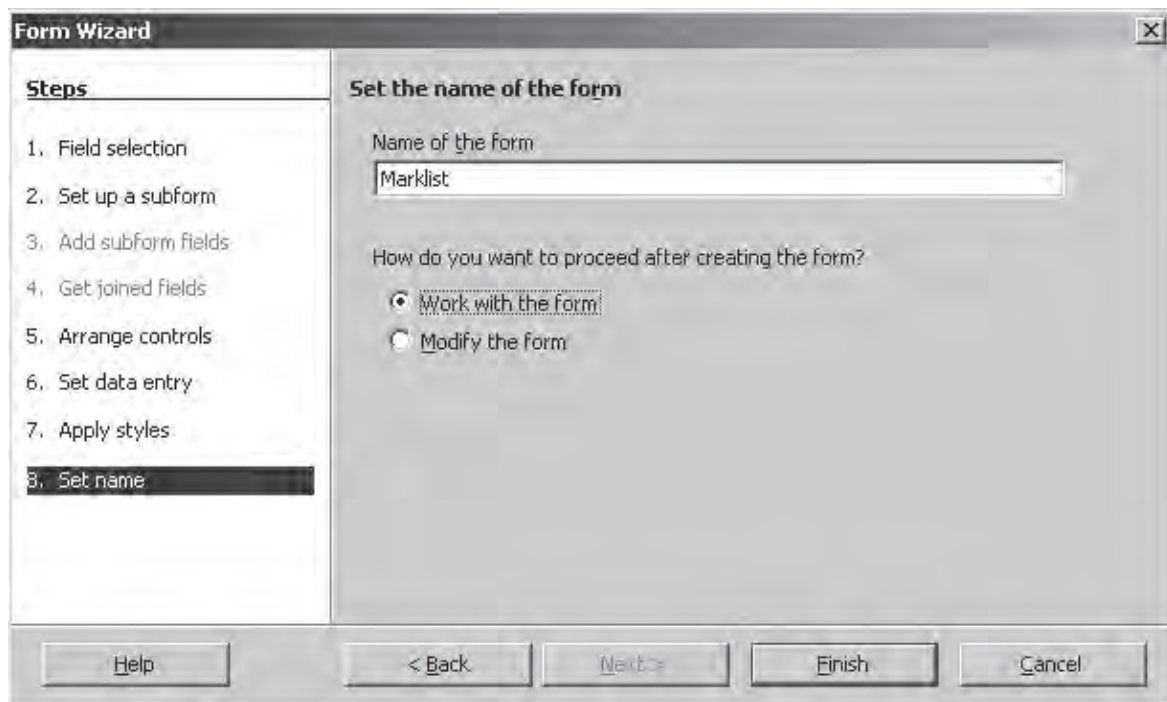 Form Wizard
Steps
1. Field selection
2. Set up a subform
3. Add subform fields
4. Get joined fields
5. Arrange controls
6. Set data entry
7. Apply styles
8. Set name
Set the name of the form
Name of the form
Marklist
How do you want to proceed after creating the form?
Work with the form
Modify the form
Help
< Back
Next >
Finish
Cancel